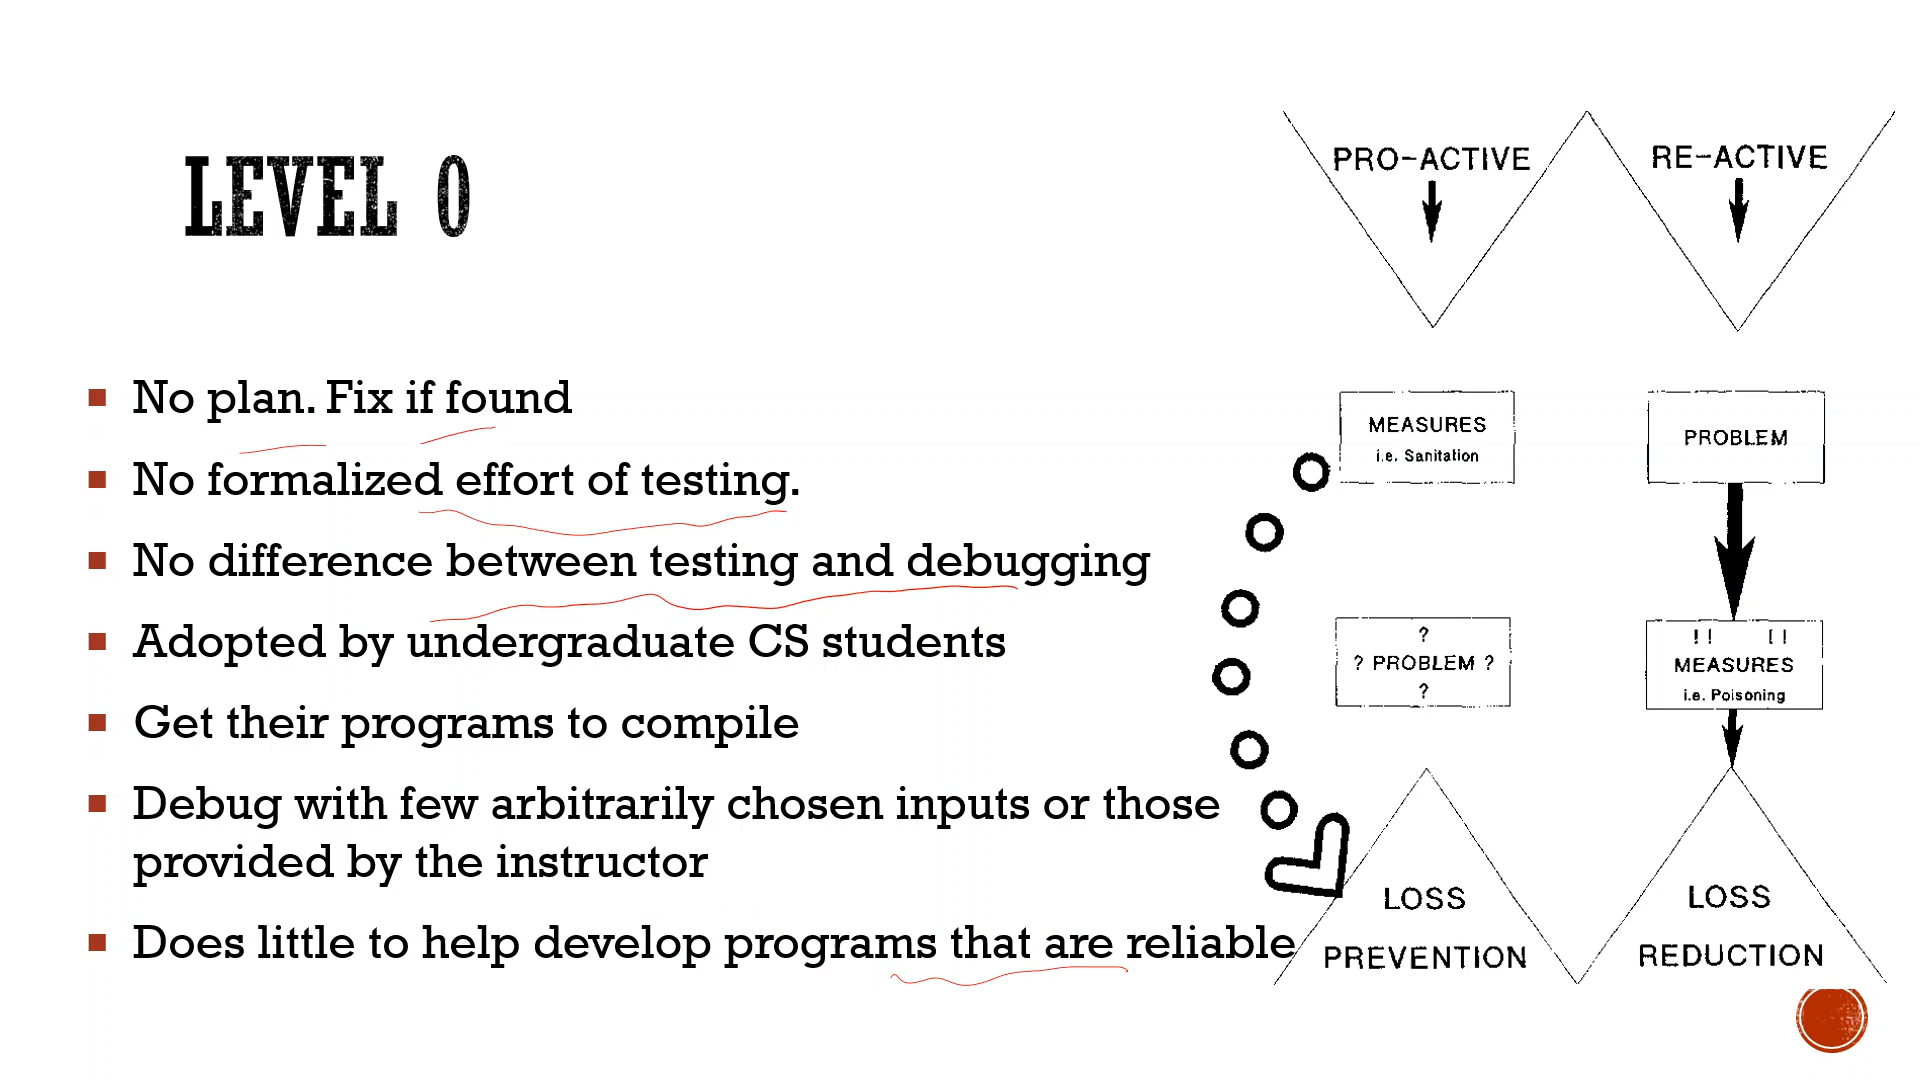 LEVEL 0
No plan. Fix if found
No formalized effort of testing.
No difference between testing and debugging
Adopted by undergraduate CS students
Get their programs to compile
Debug with few arbitrarily chosen inputs or those
provided by the instructor
Does little to help develop programs that are reliable
PRO-ACTIVE
RE-ACTIVE
MEASURES
i.e. Sanitation
PROBLEM
?
? PROBLEM ?
?
!! [!
MEASURES
i.e. Poisoning
LOSS
PREVENTION
LOSS
REDUCTION